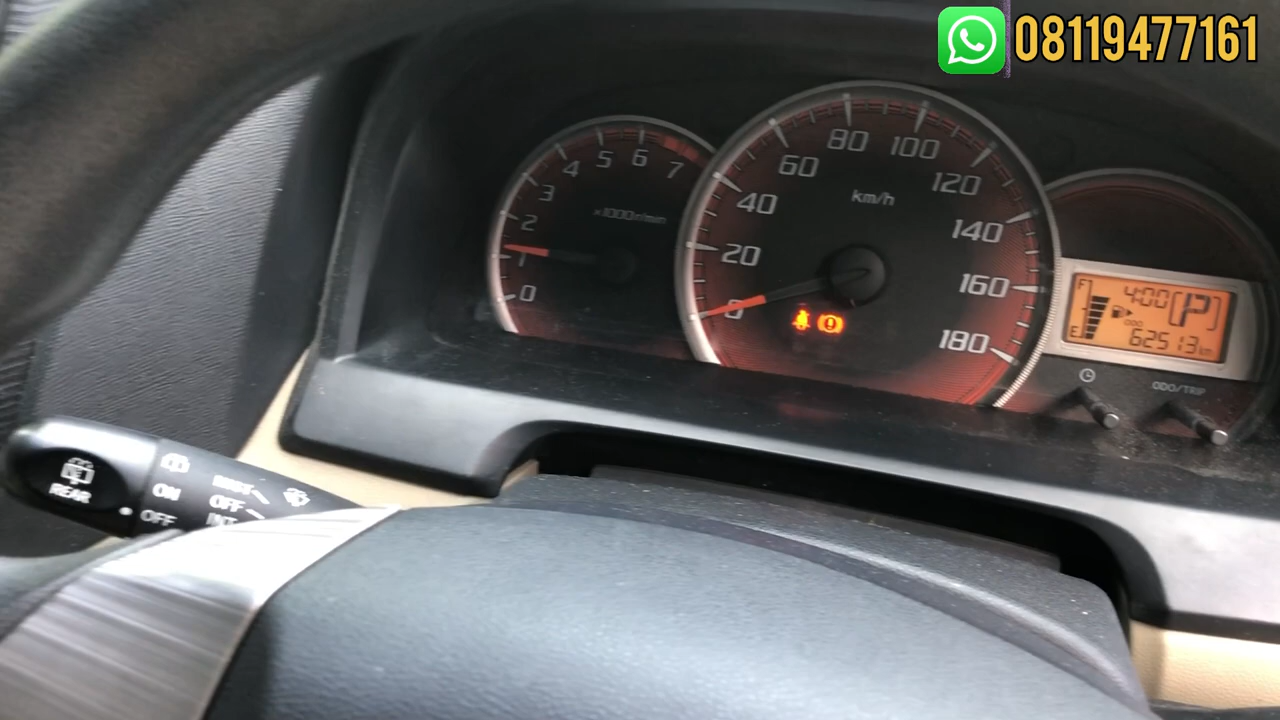 08119477161
0
1
2
3
4
5
6
7
x1000r/min
0
20
40
60
80
100
120
140
160
180
km/h
F
4:00 [P]
E
ODO
62513 km
ODO/TRIP
REAR
ON
OFF
OFF
INT